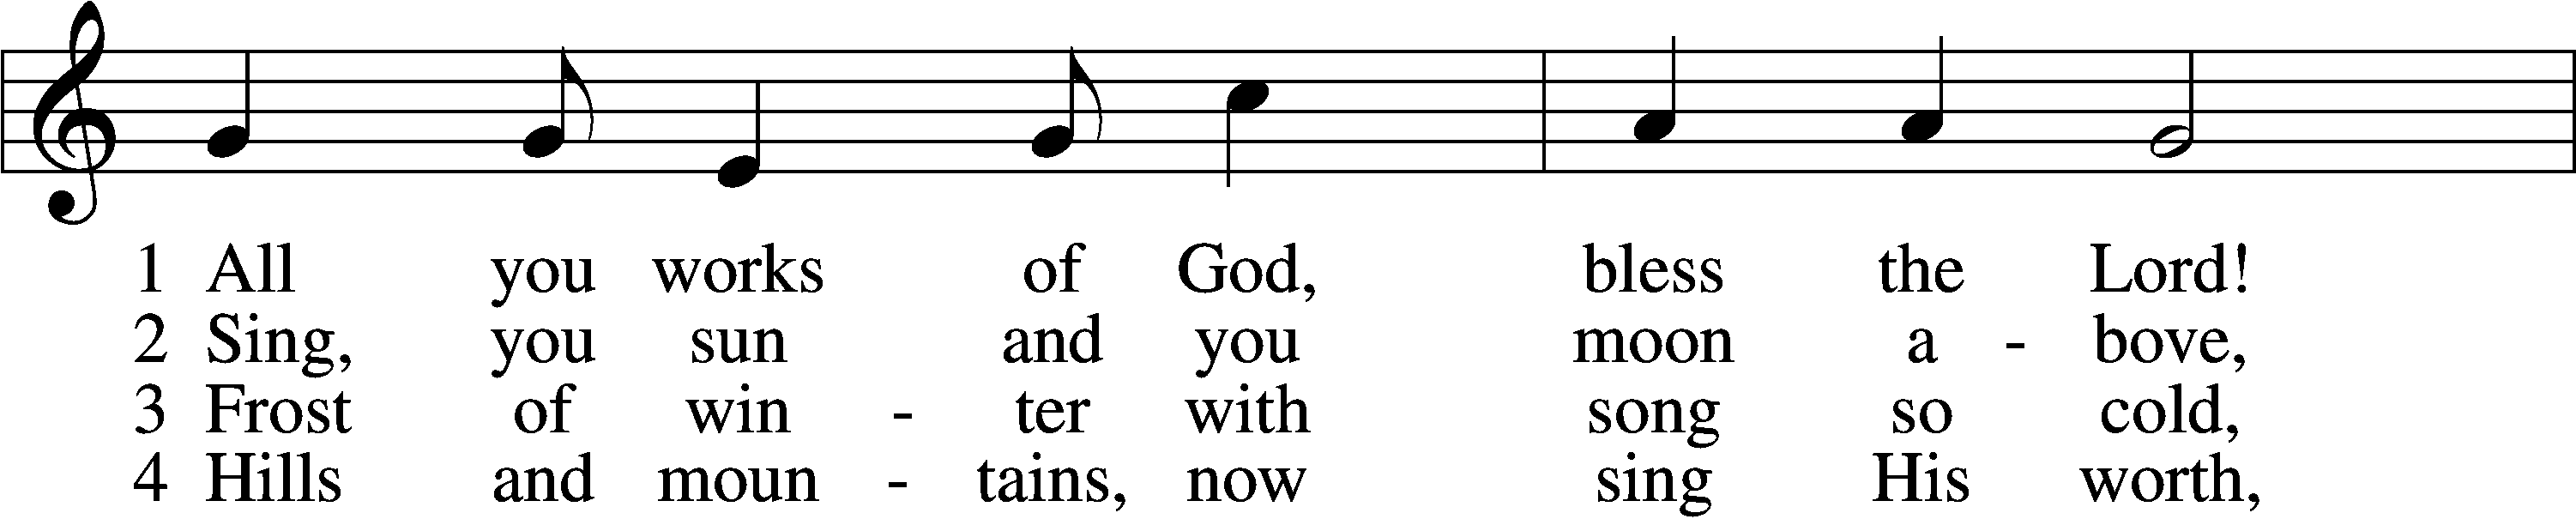 1 All you works of God, bless the Lord!
2 Sing, you sun and you moon a - bove,
3 Frost of win - ter with song so cold,
4 Hills and moun - tains, now sing His worth,